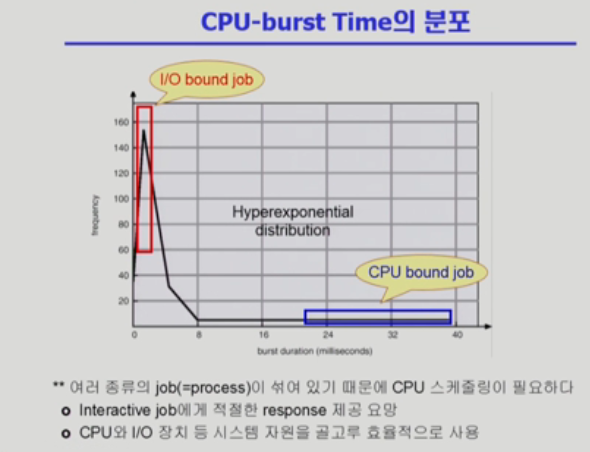 CPU-burst Time의 분포
I/O bound job
160
140
120
100
80
60
40
20
frequency
Hyperexponential
distribution
CPU bound job
0 8 16 24 32 40
burst duration (milliseconds)
** 여러 종류의 job(=process)이 섞여 있기 때문에 CPU 스케줄링이 필요하다
Interactive job에게 적절한 response 제공 요망
CPU와 I/O 장치 등 시스템 자원을 골고루 효율적으로 사용